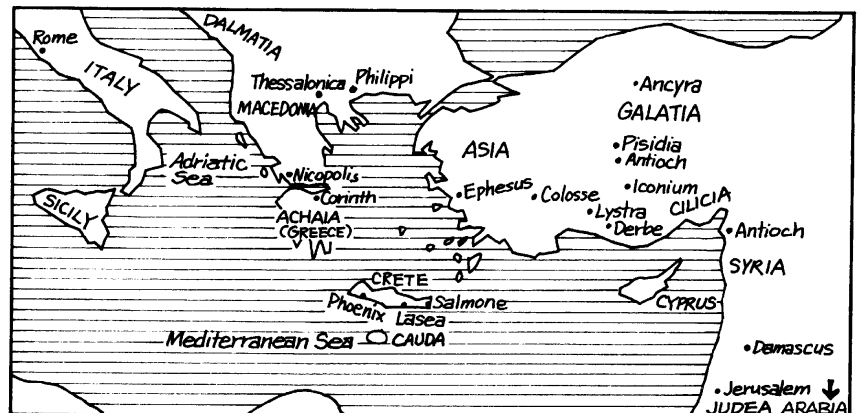 Rome
ITALY
DALMATIA
Thessalonica
Philippi
MACEDONIA
Adriatic
Sea
Nicopolis
Corinth
SICILY
ACHAIA
(GREECE)
CRETE
Phoenix
Lasea
Salmone
Mediterranean Sea
CAUDA
Ancyra
GALATIA
ASIA
Pisidia
Antioch
Ephesus
Colosse
Iconium
CILICIA
Lystra
Derbe
Antioch
SYRIA
CYPRUS
Damascus
Jerusalem
JUDEA ARABIA